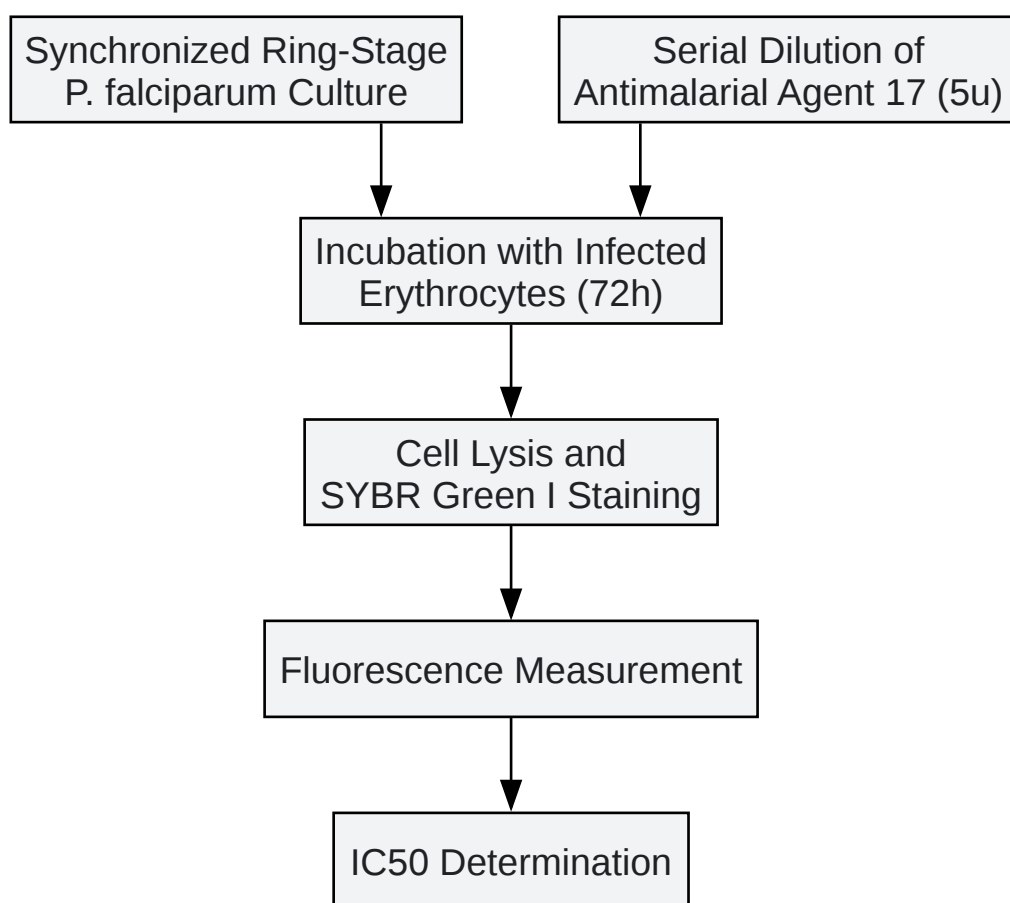 Synchronized Ring-Stage
P. falciparum Culture
Serial Dilution of
Antimalarial Agent 17 (5u)
Incubation with Infected
Erythrocytes (72h)
Cell Lysis and
SYBR Green I Staining
Fluorescence Measurement
IC50 Determination